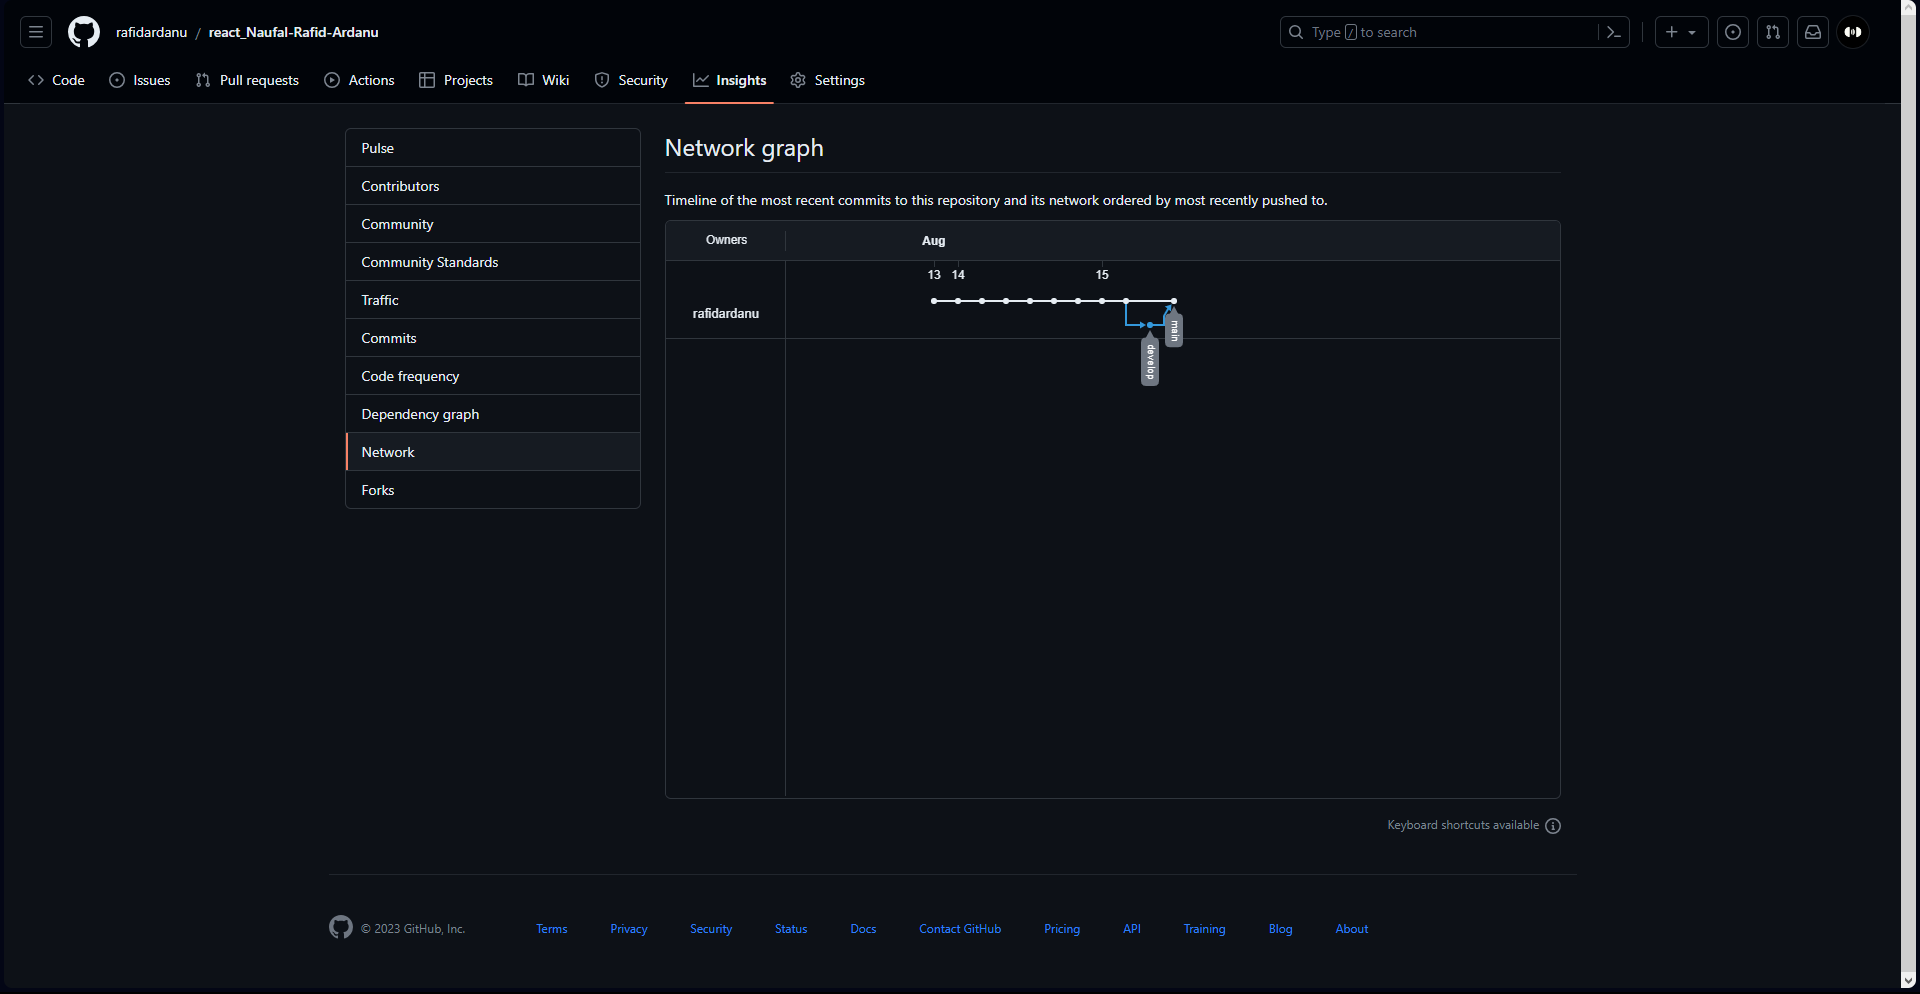 rafidardanu / react_Naufal-Rafid-Ardanu
Type / to search
Code Issues Pull requests Actions Projects Wiki Security Insights Settings
Pulse
Contributors
Community
Community Standards
Traffic
Commits
Code frequency
Dependency graph
Network
Forks
Network graph
Timeline of the most recent commits to this repository and its network ordered by most recently pushed to.
Owners Aug
13 14 15
rafidardanu
main
develop
Keyboard shortcuts available
© 2023 GitHub, Inc. Terms Privacy Security Status Docs Contact GitHub Pricing API Training Blog About